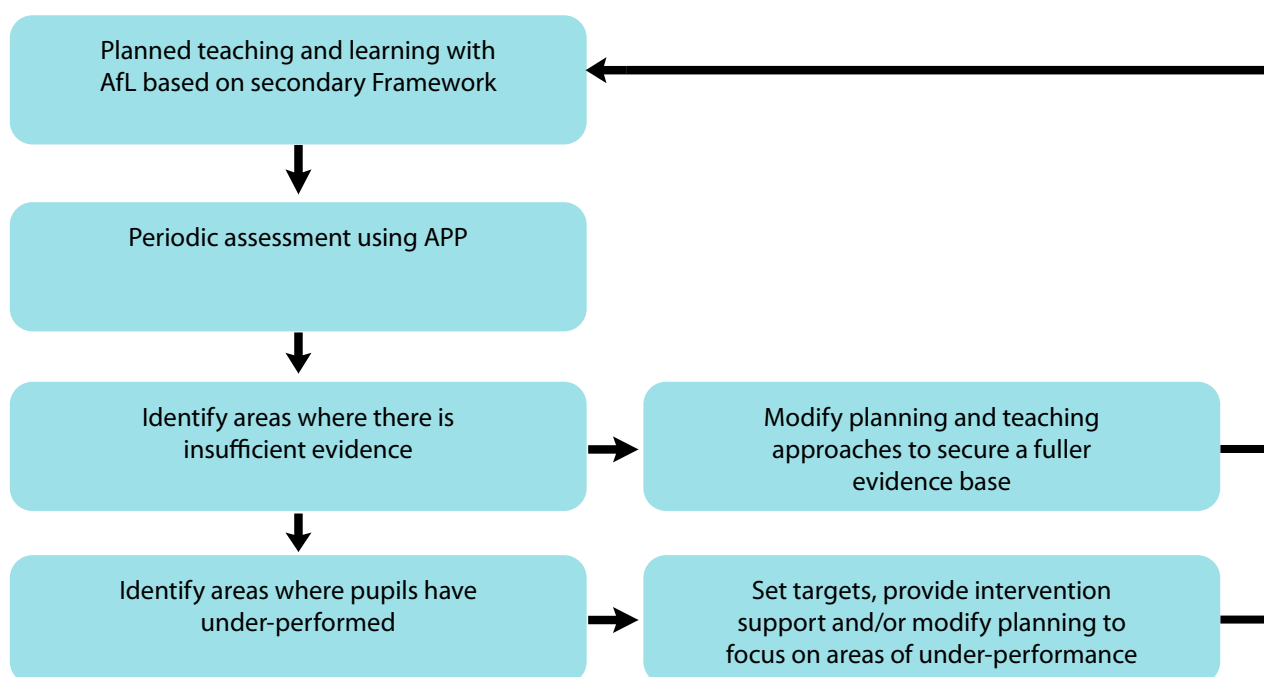 Planned teaching and learning with
AfL based on secondary Framework
Periodic assessment using APP
Identify areas where there is
insufficient evidence
Modify planning and teaching
approaches to secure a fuller
evidence base
Identify areas where pupils have
under-performed
Set targets, provide intervention
support and/or modify planning to
focus on areas of under-performance